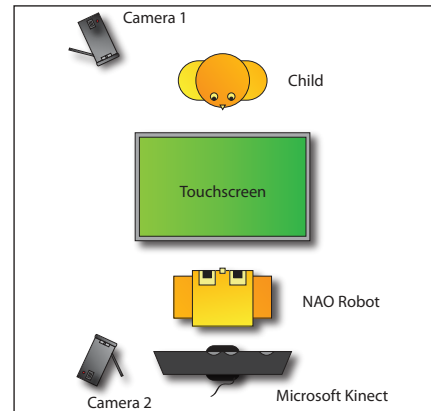 Camera 1
Child
Touchscreen
NAO Robot
Microsoft Kinect
Camera 2